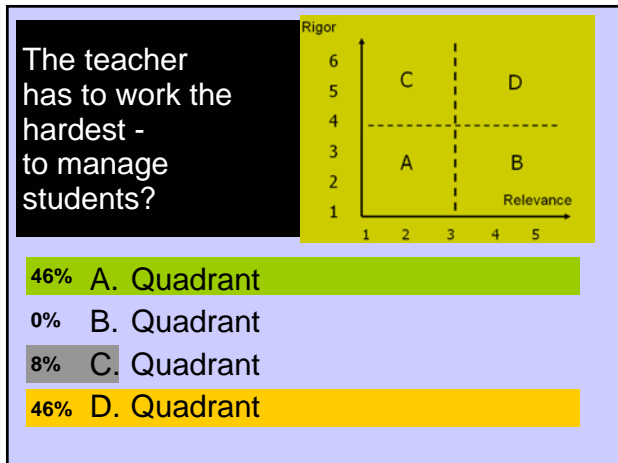 The teacher
has to work the
hardest -
to manage
students?
Rigor
6
5
4
3
2
1
C
D
A
B
Relevance
1 2 3 4 5
46% A. Quadrant
0% B. Quadrant
8% C. Quadrant
46% D. Quadrant